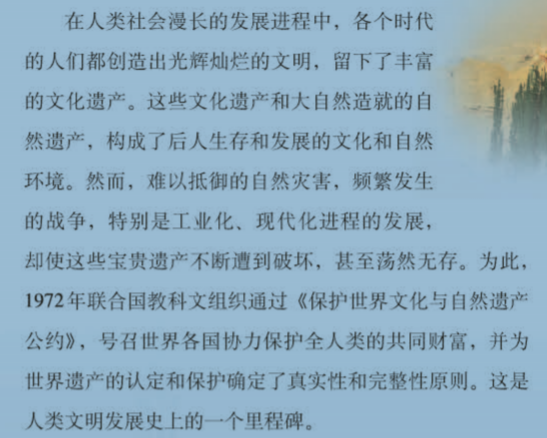 在人类社会漫长的发展进程中，各个时代
的人们都创造出光辉灿烂的文明，留下了丰富
的文化遗产。这些文化遗产和大自然造就的自
然遗产，构成了后人生存和发展的文化和自然
环境。然而，难以抵御的自然灾害，频繁发生
的战争，特别是工业化、现代化进程的发展，
却使这些宝贵遗产不断遭到破坏，甚至荡然无存。为此，
1972年联合国教科文组织通过《保护世界文化与自然遗产
公约》，号召世界各国协力保护全人类的共同财富，并为
世界遗产的认定和保护确定了真实性和完整性原则。这是
人类文明发展史上的一个里程碑。